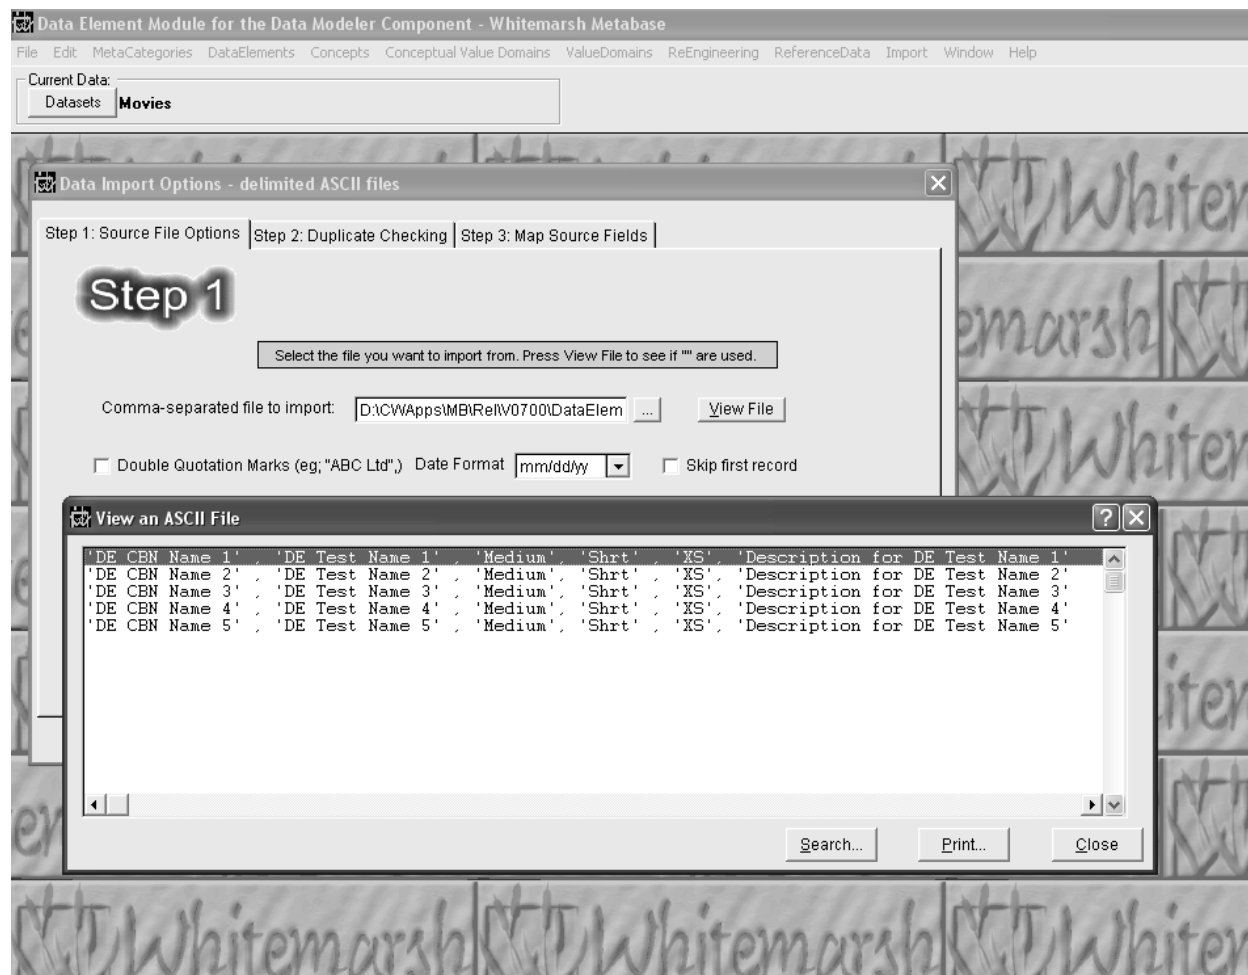 Data Element Module for the Data Modeler Component - Whitemarsh Metabase
File Edit MetaCategories DataElements Concepts Conceptual Value Domains ValueDomains ReEngineering ReferenceData Import Window Help
Current Data:
Datasets Movies
Data Import Options - delimited ASCII files
Step 1: Source File Options Step 2: Duplicate Checking Step 3: Map Source Fields
Step 1
Select the file you want to import from. Press View File to see if "" are used.
Comma-separated file to import: D:\CWApps\MB\Rel\V0700\DataElem ... View File
Double Quotation Marks (eg; "ABC Ltd",) Date Format mm/dd/yy Skip first record
View an ASCII File
'DE CBN Name 1' , 'DE Test Name 1' , 'Medium', 'Shrt' , 'XS', 'Description for DE Test Name 1'
'DE CBN Name 2' , 'DE Test Name 2' , 'Medium', 'Shrt' , 'XS', 'Description for DE Test Name 2'
'DE CBN Name 3' , 'DE Test Name 3' , 'Medium', 'Shrt' , 'XS', 'Description for DE Test Name 3'
'DE CBN Name 4' , 'DE Test Name 4' , 'Medium', 'Shrt' , 'XS', 'Description for DE Test Name 4'
'DE CBN Name 5' , 'DE Test Name 5' , 'Medium', 'Shrt' , 'XS', 'Description for DE Test Name 5'
Search... Print... Close
Whitemarsh Whitemarsh Whitemarsh